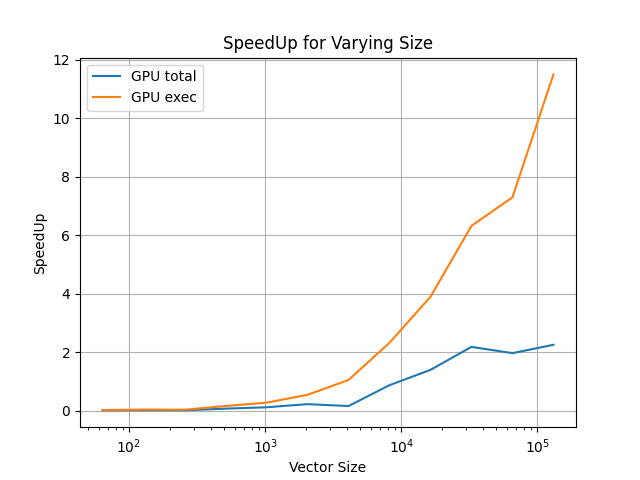 SpeedUp for Varying Size
GPU total
GPU exec
12
10
8
6
4
2
0
SpeedUp
10²
10³
10⁴
10⁵
Vector Size